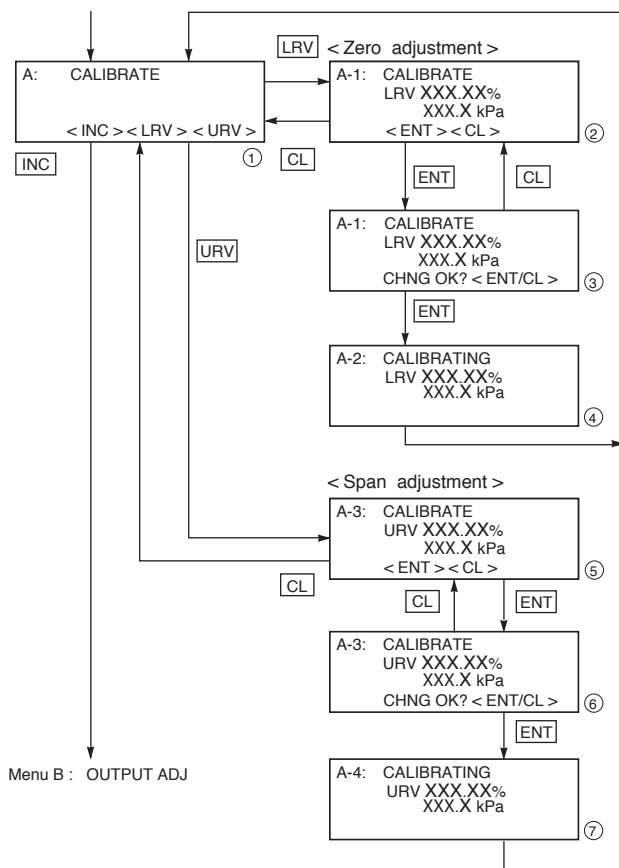 LRV < Zero adjustment >
A: CALIBRATE
< INC > < LRV > < URV >
①
INC
CL
A-1: CALIBRATE
LRV XXX.XX%
XXX.X kPa
< ENT > < CL >
②
ENT
CL
A-1: CALIBRATE
LRV XXX.XX%
XXX.X kPa
CHNG OK? < ENT/CL >
③
URV
ENT
A-2: CALIBRATING
LRV XXX.XX%
XXX.X kPa
④
< Span adjustment >
A-3: CALIBRATE
URV XXX.XX%
XXX.X kPa
< ENT > < CL >
⑤
CL
CL
ENT
A-3: CALIBRATE
URV XXX.XX%
XXX.X kPa
CHNG OK? < ENT/CL >
⑥
ENT
Menu B : OUTPUT ADJ
A-4: CALIBRATING
URV XXX.XX%
XXX.X kPa
⑦